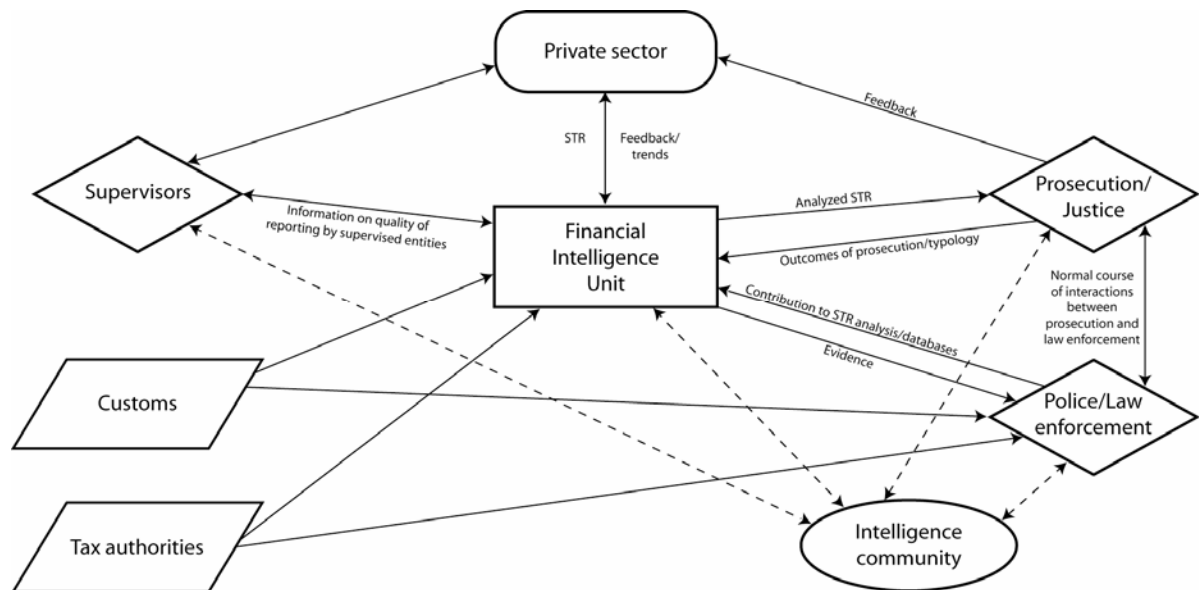 Private sector
Feedback
STR
Feedback/
trends
Supervisors
Prosecution/
Justice
Information on quality of
reporting by supervised entities
Financial
Intelligence
Unit
Analyzed STR
Outcomes of prosecution/typology
Normal course
of interactions
between
prosecution and
law enforcement
Contribution to STR analysis/databases
Evidence
Customs
Police/Law
enforcement
Tax authorities
Intelligence
community